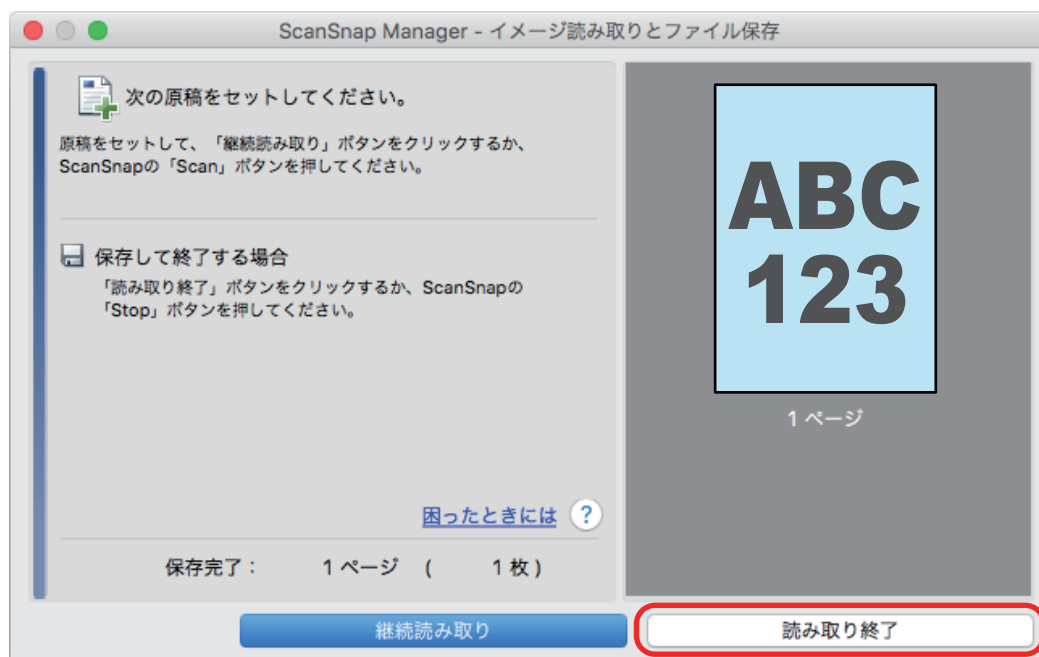 ScanSnap Manager - イメージ読み取りとファイル保存
次の原稿をセットしてください。
原稿をセットして、「継続読み取り」ボタンをクリックするか、
ScanSnapの「Scan」ボタンを押してください。
保存して終了する場合
「読み取り終了」ボタンをクリックするか、ScanSnapの
「Stop」ボタンを押してください。
困ったときには ?
保存完了： 1 ページ ( 1 枚 )
ABC
123
1 ページ
継続読み取り
読み取り終了